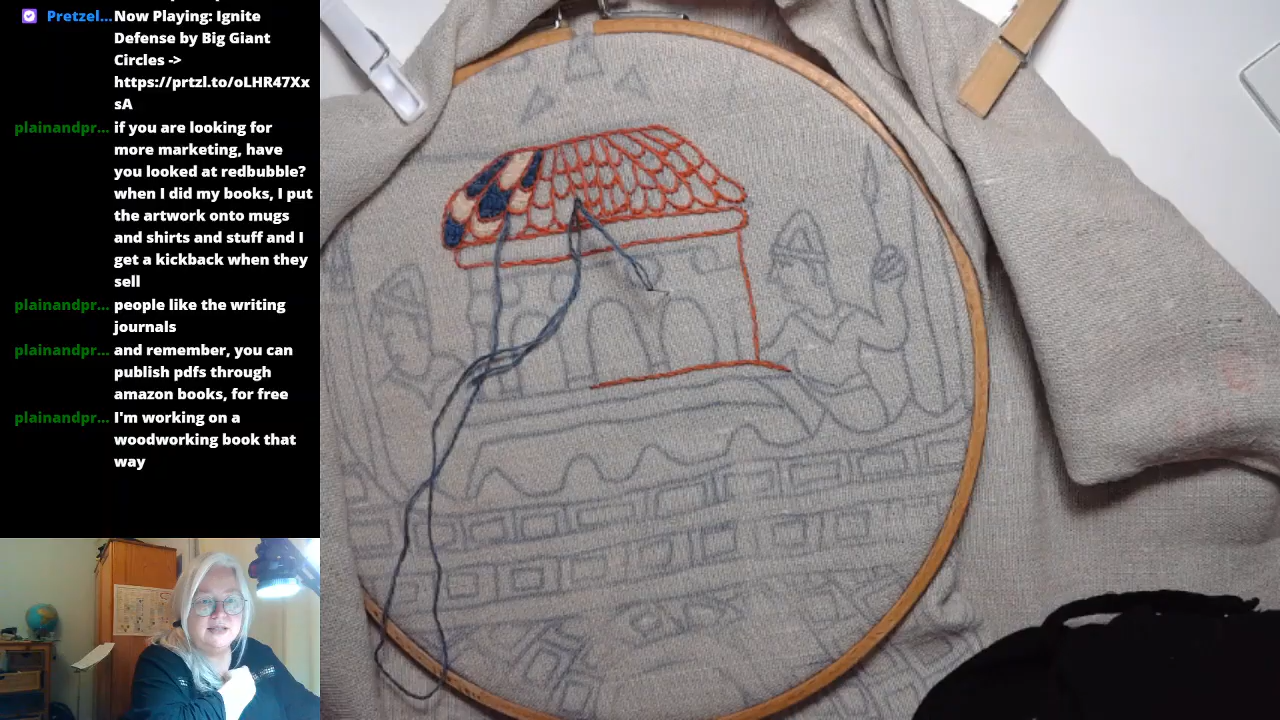 Pretzel... Now Playing: Ignite
Defense by Big Giant
Circles ->
https://prtzl.to/oLHR47Xx
sA
plainandpr... if you are looking for
more marketing, have
you looked at redbubble?
when I did my books, I put
the artwork onto mugs
and shirts and stuff and I
get a kickback when they
sell
plainandpr... people like the writing
journals
plainandpr... and remember, you can
publish pdfs through
amazon books, for free
plainandpr... I'm working on a
woodworking book that
way